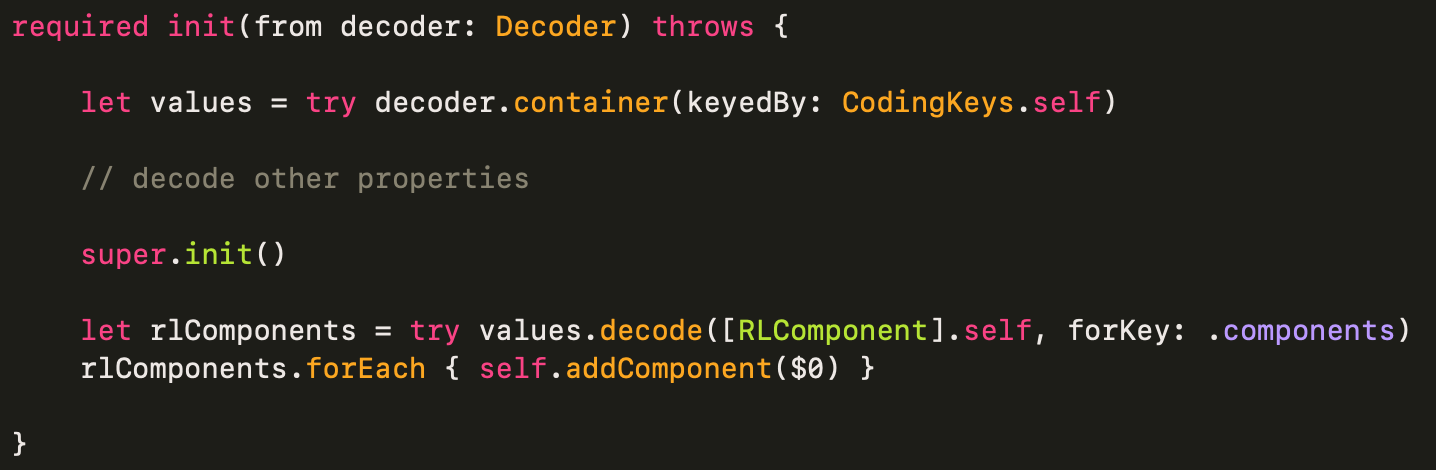 required init(from decoder: Decoder) throws {
let values = try decoder.container(keyedBy: CodingKeys.self)
// decode other properties
super.init()
let rlComponents = try values.decode([RLComponent].self, forKey: .components)
rlComponents.forEach { self.addComponent($0) }
}